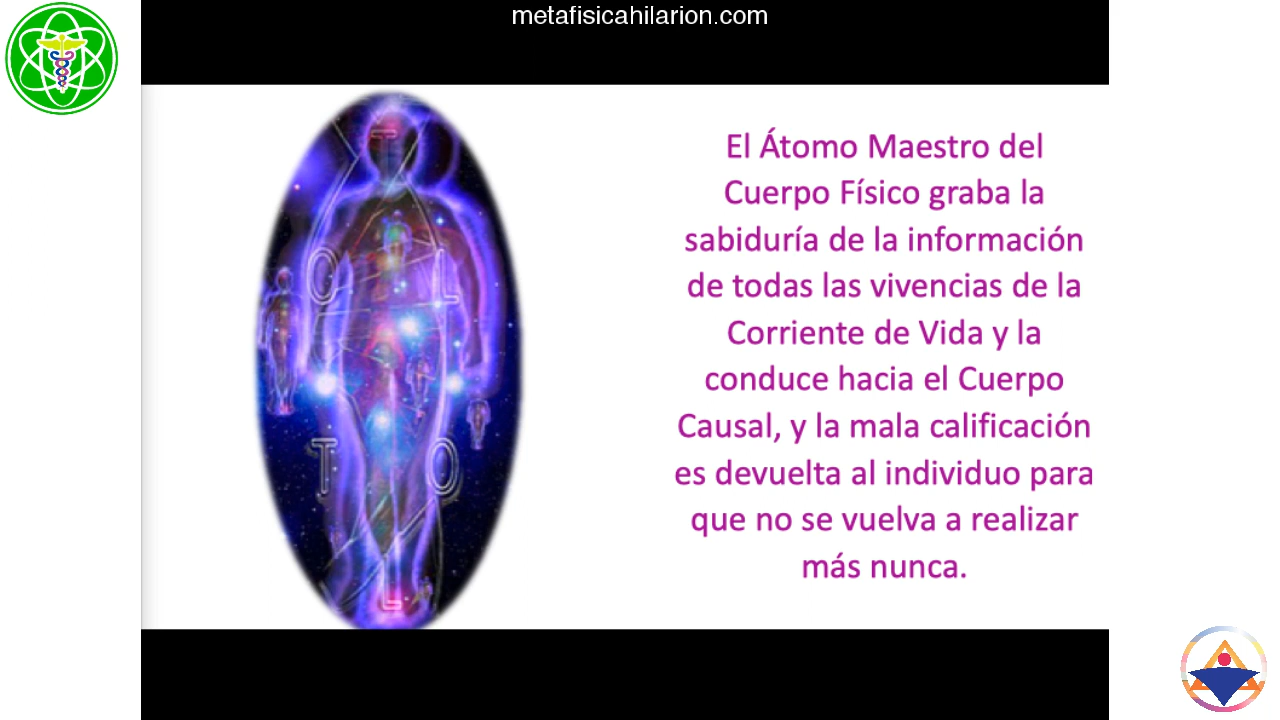 metafisicahilarion.com
El Átomo Maestro del
Cuerpo Físico graba la
sabiduría de la información
de todas las vivencias de la
Corriente de Vida y la
conduce hacia el Cuerpo
Causal, y la mala calificación
es devuelta al individuo para
que no se vuelva a realizar
más nunca.
T
O L
T O
L